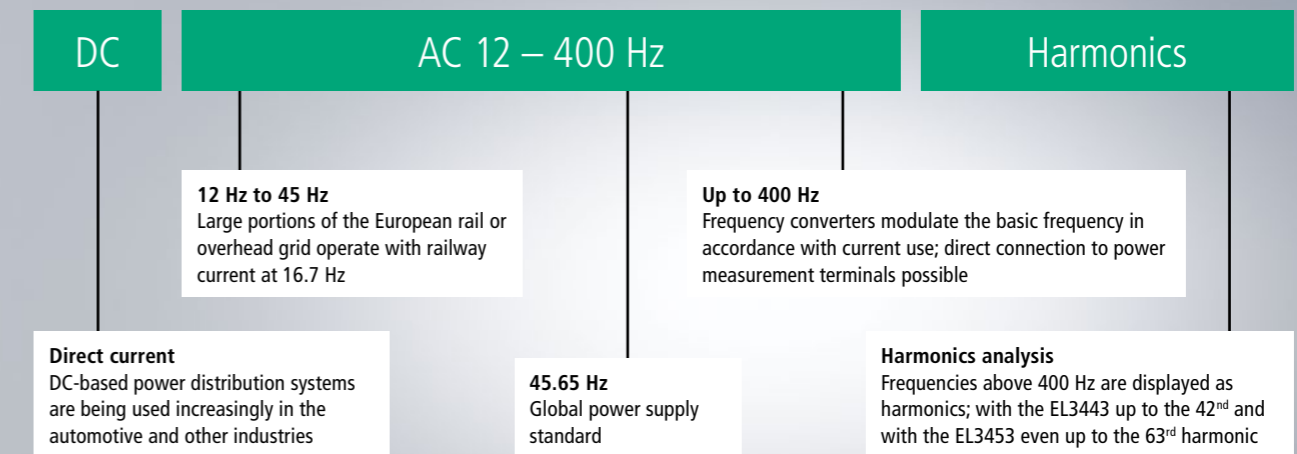 DC
AC 12 – 400 Hz
Harmonics
12 Hz to 45 Hz
Large portions of the European rail or
overhead grid operate with railway
current at 16.7 Hz
Up to 400 Hz
Frequency converters modulate the basic frequency in
accordance with current use; direct connection to power
measurement terminals possible
Direct current
DC-based power distribution systems
are being used increasingly in the
automotive and other industries
45.65 Hz
Global power supply
standard
Harmonics analysis
Frequencies above 400 Hz are displayed as
harmonics; with the EL3443 up to the 42nd and
with the EL3453 even up to the 63rd harmonic